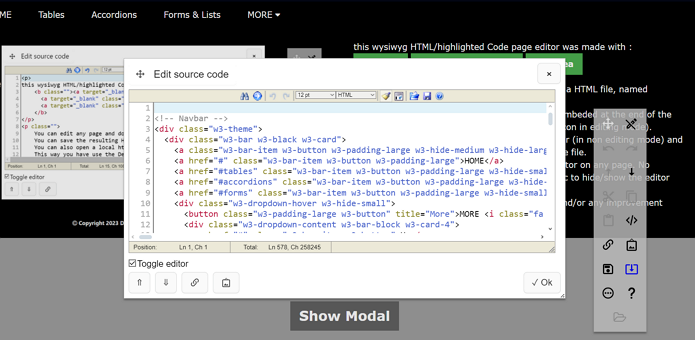 ME Tables Accordions Forms & Lists MORE
this wysiwyg HTML/highlighted Code page editor was made with :
Edit source code
<p>
this wysiwyg HTML/highlighted Cod
<b class=""><a target="_blank"
<a target="_blank" class=
<a target="_blank" class=
</b>
</p>
<p class="">
You can edit any page and do
You can save the resulting H
You can also open a local ht
This way you have use the De
Position: Ln 1, Ch 1 Total:
Toggle editor
© Copyright 2023 D
Edit source code
12 pt HTML
1
2 <!-- Navbar -->
3 <div class="w3-theme">
4 <div class="w3-bar w3-black w3-card">
5 <a class="w3-bar-item w3-button w3-padding-large w3-hide-medium w3-hide-larg
6 <a href="#" class="w3-bar-item w3-button w3-padding-large">HOME</a>
7 <a href="#tables" class="w3-bar-item w3-button w3-padding-large w3-hide-smal
8 <a href="#accordions" class="w3-bar-item w3-button w3-padding-large w3-hide-
9 <a href="#forms" class="w3-bar-item w3-button w3-padding-large w3-hide-small
10 <div class="w3-dropdown-hover w3-hide-small">
11 <button class="w3-padding-large w3-button" title="More">MORE <i class="fa
12 <div class="w3-dropdown-content w3-bar-block w3-card-4">
Position: Ln 1, Ch 1 Total: Ln 578, Ch 258245
Toggle editor
✓ Ok
ea
a HTML file, named
mbeded at the end of the
ton in editing mode).
r (in non editing mode) and
e file.
tor on any page. No
c to hide/show the editor
nd/or any improvement
Show Modal